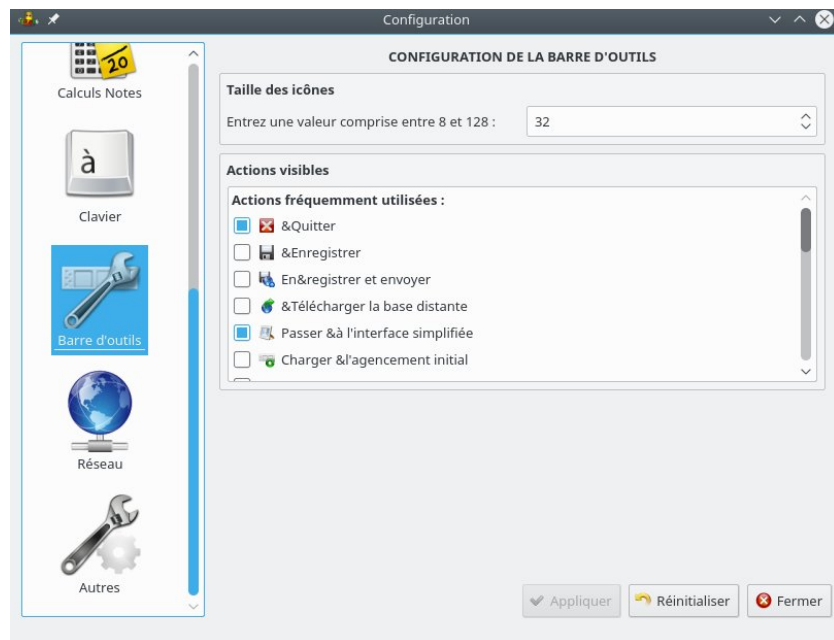 Configuration
20
Calculs Notes
à
Clavier
Barre d'outils
Réseau
Autres
CONFIGURATION DE LA BARRE D'OUTILS
Taille des icônes
Entrez une valeur comprise entre 8 et 128 : 32
Actions visibles
Actions fréquemment utilisées :
&Quitter
&Enregistrer
En&registrer et envoyer
&Télécharger la base distante
Passer &à l'interface simplifiée
Charger &l'agencement initial
Appliquer Réinitialiser Fermer